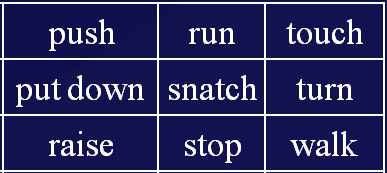 push run touch
put down snatch turn
raise stop walk